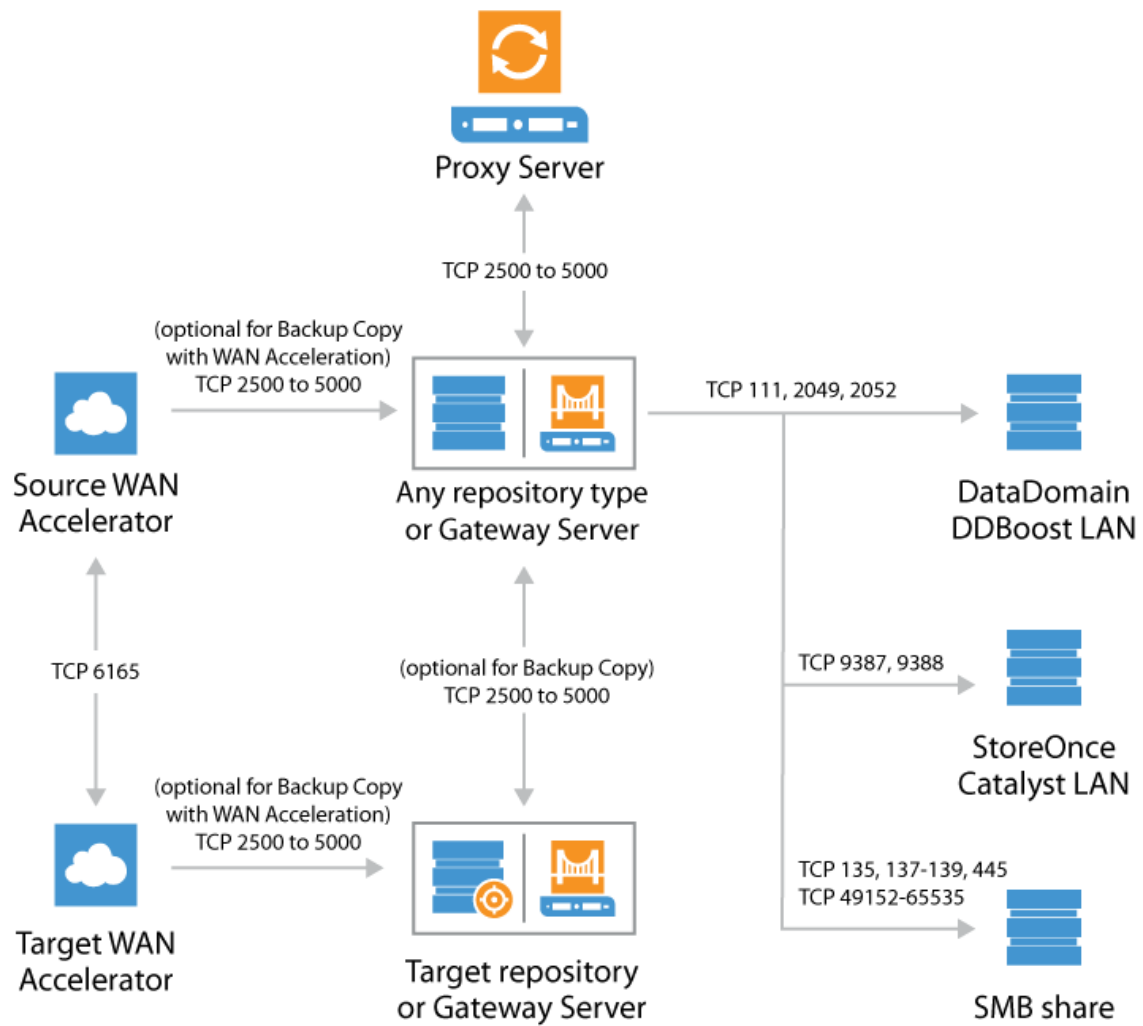 Proxy Server
TCP 2500 to 5000
(optional for Backup Copy
with WAN Acceleration)
TCP 2500 to 5000
TCP 111, 2049, 2052
Source WAN
Accelerator
Any repository type
or Gateway Server
DataDomain
DDBoost LAN
TCP 6165
(optional for Backup Copy)
TCP 2500 to 5000
TCP 9387, 9388
StoreOnce
Catalyst LAN
(optional for Backup Copy
with WAN Acceleration)
TCP 2500 to 5000
TCP 135, 137-139, 445
TCP 49152-65535
Target WAN
Accelerator
Target repository
or Gateway Server
SMB share